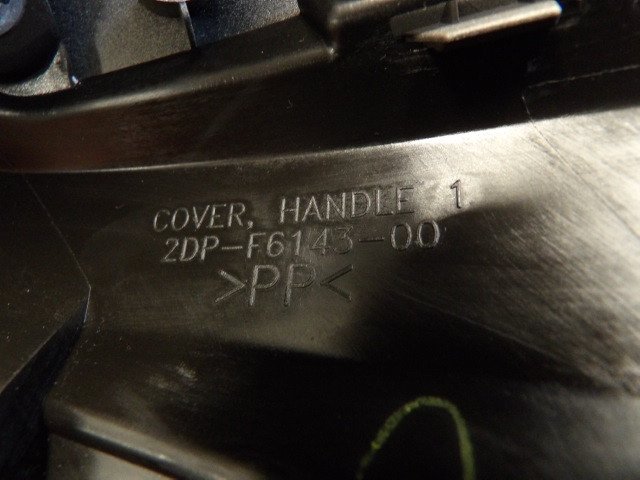 COVER, HANDLE 1
2DP-F6143-00
>PP<